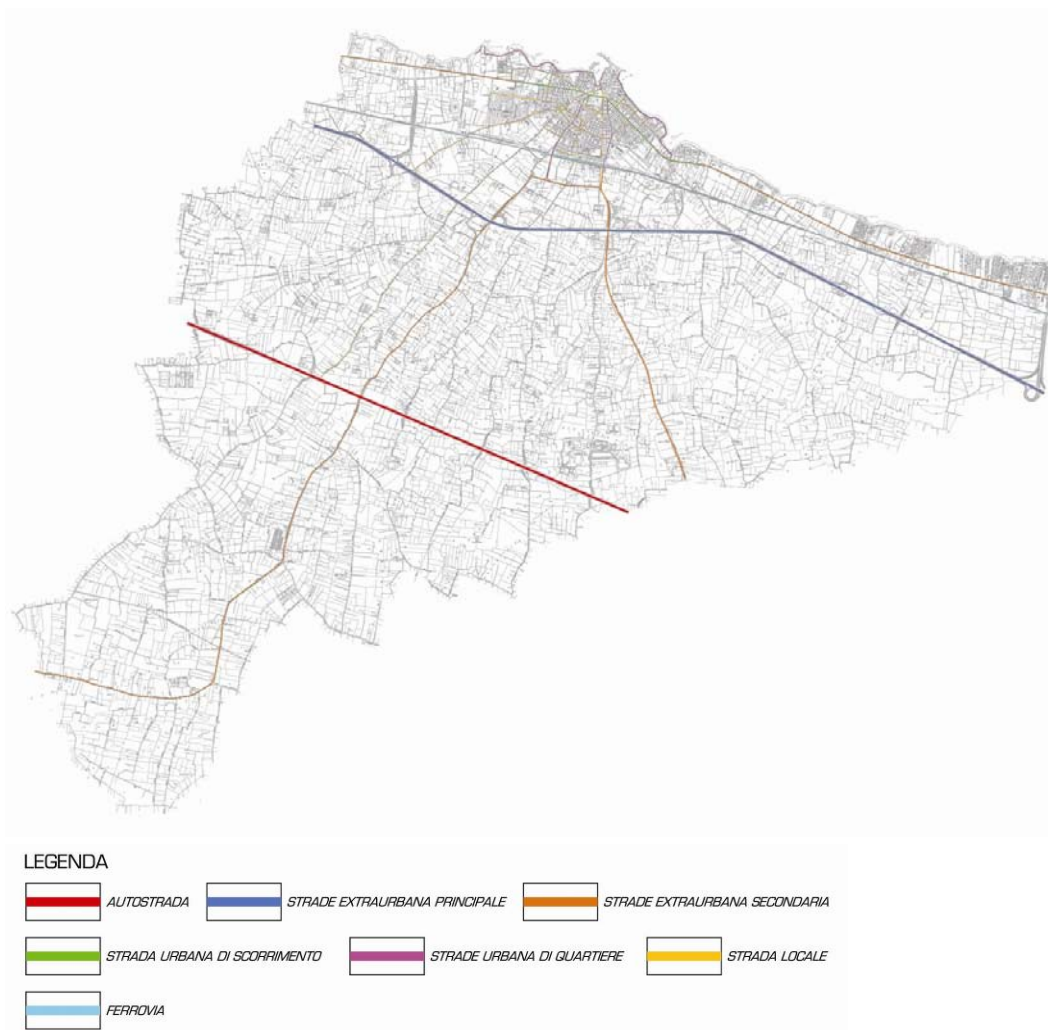 LEGENDA
AUTOSTRADA STRADE EXTRAURBANA PRINCIPALE STRADE EXTRAURBANA SECONDARIA
STRADA URBANA DI SCORRIMENTO STRADE URBANA DI QUARTIERE STRADA LOCALE
FERROVIA